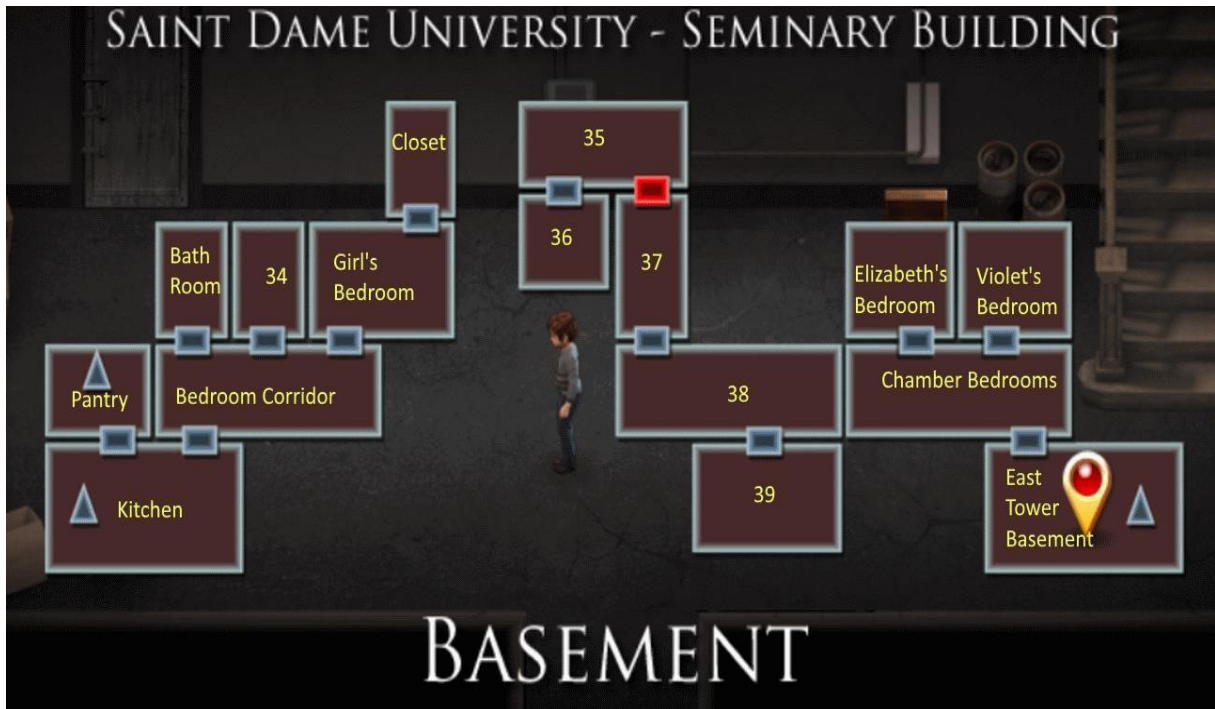 SAINT DAME UNIVERSITY - SEMINARY BUILDING
Closet
35
Bath
Room
34
Girl's
Bedroom
36
37
Elizabeth's
Bedroom
Violet's
Bedroom
Pantry
Bedroom Corridor
38
Chamber Bedrooms
Kitchen
39
East
Tower
Basement
BASEMENT